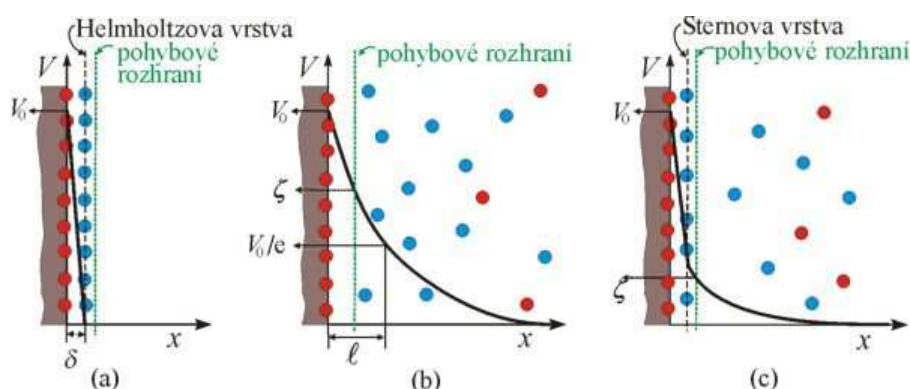 Helmholtzova vrstva
pohybové
rozhraní
V
V₀
δ
x
(a)
pohybové rozhraní
V
V₀
ζ
V₀/e
ℓ
x
(b)
Sternova vrstva
pohybové rozhraní
V
V₀
ζ
x
(c)